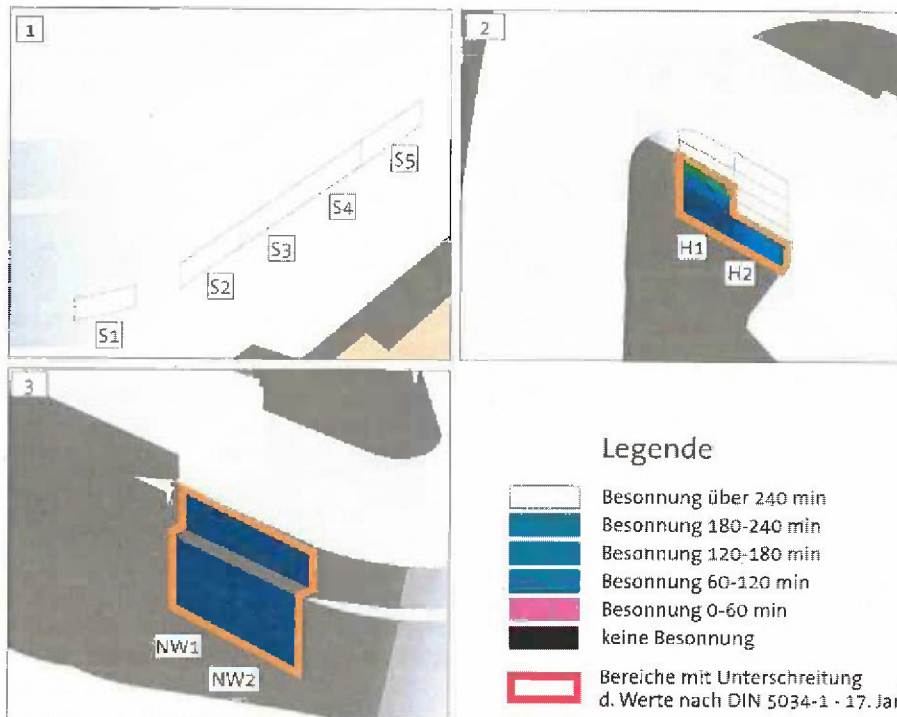 1
S1
S2
S3
S4
S5
2
H1
H2
3
NW1
NW2
Legende
Besonnung über 240 min
Besonnung 180-240 min
Besonnung 120-180 min
Besonnung 60-120 min
Besonnung 0-60 min
keine Besonnung
Bereiche mit Unterschreitung
d. Werte nach DIN 5034-1 - 17. Jan